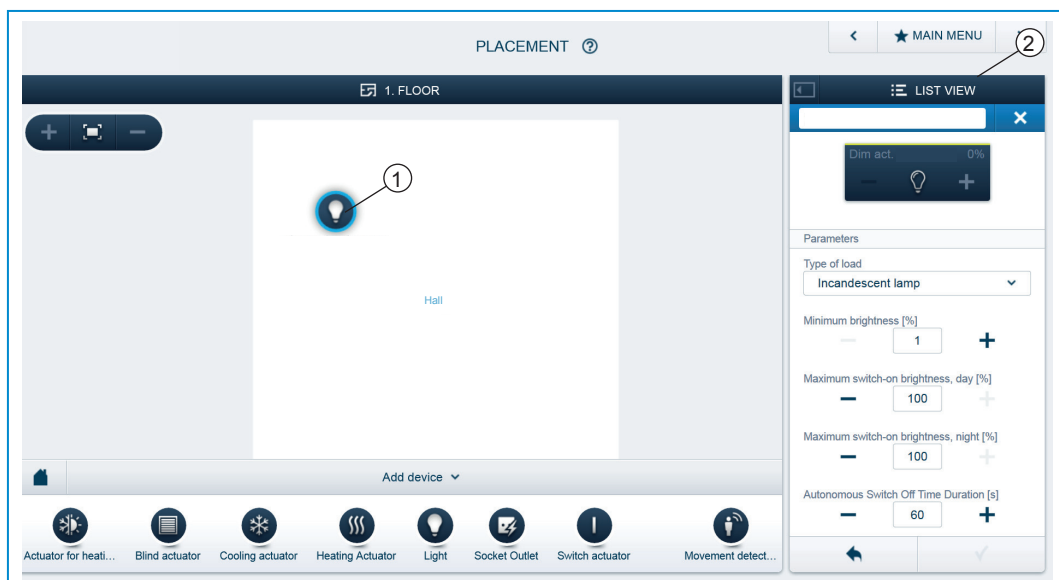 PLACEMENT ?
MAIN MENU
2
1. FLOOR
LIST VIEW
Dim act. 0%
1
Hall
Parameters
Type of load
Incandescent lamp
Minimum brightness [%]
1
Maximum switch-on brightness, day [%]
100
Maximum switch-on brightness, night [%]
100
Autonomous Switch Off Time Duration [s]
60
Add device
Actuator for heati... Blind actuator Cooling actuator Heating Actuator Light Socket Outlet Switch actuator Movement detect...